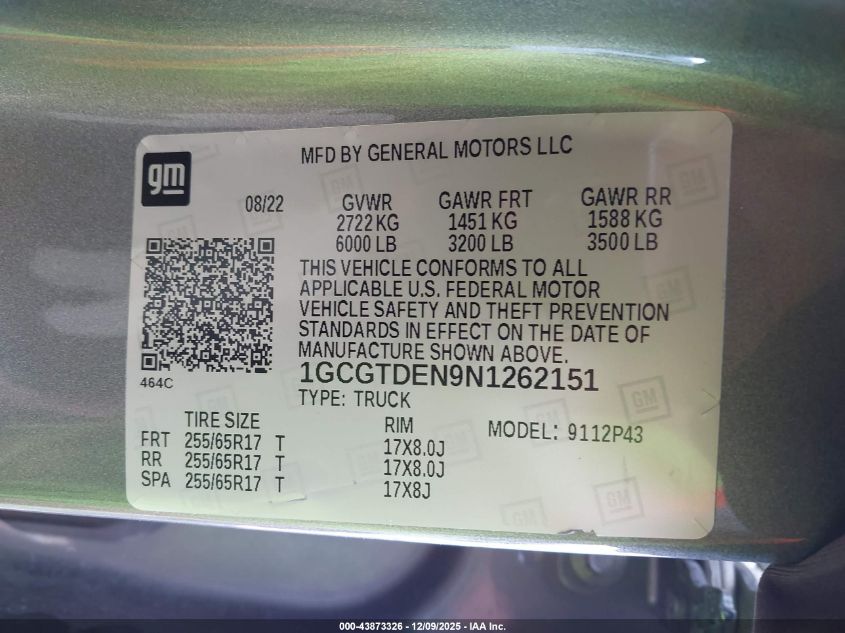 MFD BY GENERAL MOTORS LLC
gm
08/22
GVWR GAWR FRT GAWR RR
2722 KG 1451 KG 1588 KG
6000 LB 3200 LB 3500 LB
THIS VEHICLE CONFORMS TO ALL
APPLICABLE U.S. FEDERAL MOTOR
VEHICLE SAFETY AND THEFT PREVENTION
STANDARDS IN EFFECT ON THE DATE OF
MANUFACTURE SHOWN ABOVE.
464C
1GCGTDEN9N1262151
TYPE: TRUCK
TIRE SIZE RIM MODEL: 9112P43
FRT 255/65R17 T 17X8.0J
RR 255/65R17 T 17X8.0J
SPA 255/65R17 T 17X8J
000-43873326 - 12/09/2025 - IAA Inc.